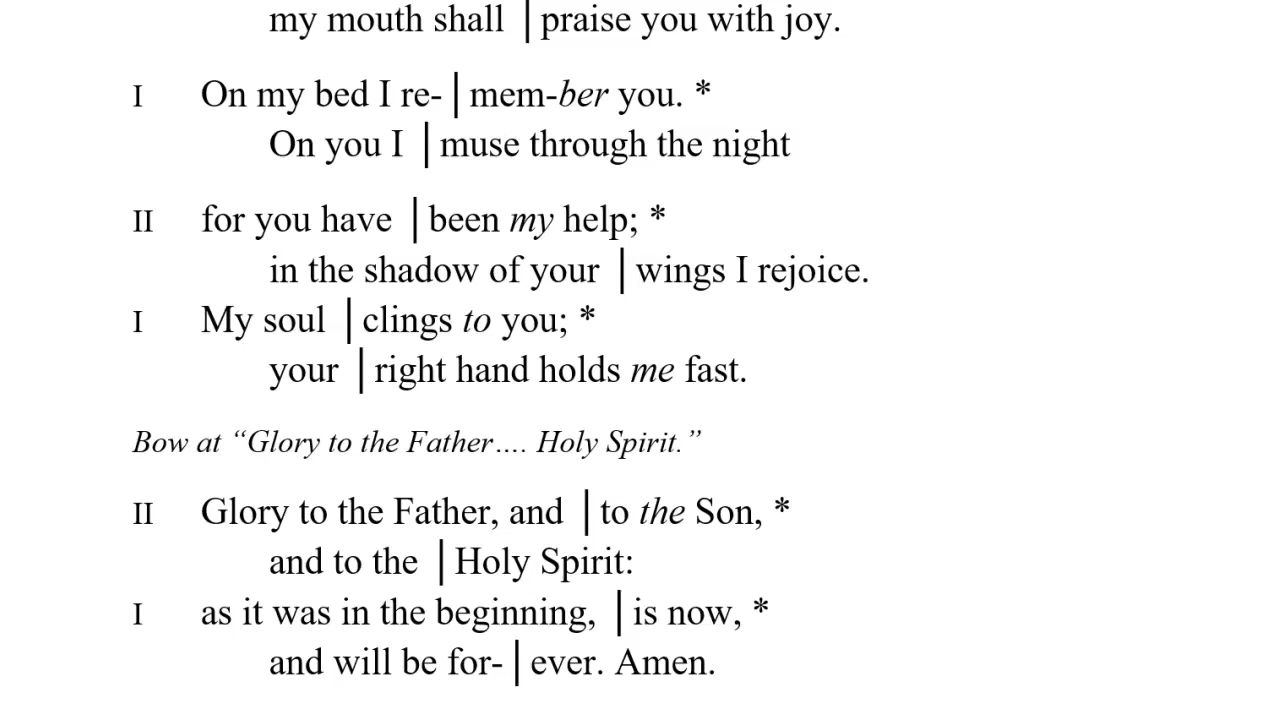 my mouth shall | praise you with joy.
I On my bed I re-| mem-ber you. *
On you I | muse through the night
II for you have | been my help; *
in the shadow of your | wings I rejoice.
I My soul | clings to you; *
your | right hand holds me fast.
Bow at “Glory to the Father…. Holy Spirit.”
II Glory to the Father, and | to the Son, *
and to the | Holy Spirit:
I as it was in the beginning, | is now, *
and will be for-| ever. Amen.